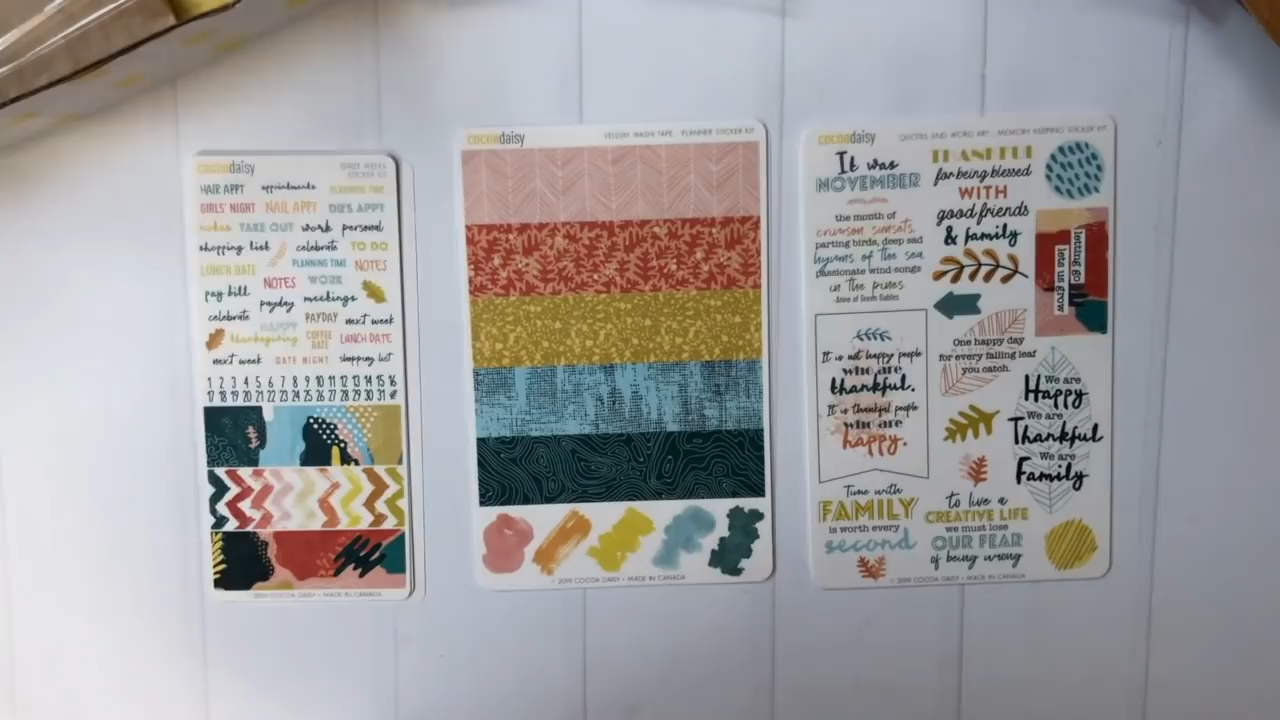 cocoadaisy
DAILY WEEKS
STICKER KIT
HAIR APPT appointments PLANNING TIME
GIRLS' NIGHT NAIL APPT DR'S APPT
makes TAKE OUT work personal
shopping list celebrate TO DO
LUNCH DATE PLANNING TIME NOTES
NOTES WORK
pay bill payday meetings
celebrate PAYDAY next week
HAPPY
thanksgiving COFFEE DATE LUNCH DATE
next week DATE NIGHT shopping list
1 2 3 4 5 6 7 8 9 10 11 12 13 14 15 16
17 18 19 20 21 22 23 24 25 26 27 28 29 30 31 #
2019 COCOA DAISY • MADE IN CANADA
cocoadaisy
VELLUM WASHI TAPE · PLANNER STICKER KIT
© 2019 COCOA DAISY • MADE IN CANADA
cocoadaisy
QUOTES AND WORD ART · MEMORY KEEPING STICKER KIT
It was
NOVEMBER
the month of
crimson sunsets,
parting birds, deep sad
hymns of the sea,
passionate wind-songs
in the pines.
-Anne of Green Gables
THANKFUL
for being blessed
WITH
good friends
& family
letting go
lets us grow
It is not happy people
who are
thankful.
It is thankful people
who are
happy.
One happy day
for every falling leaf
you catch.
We are
Happy
We are
Thankful
We are
Family
Time with
FAMILY
is worth every
second
to live a
CREATIVE LIFE
we must lose
OUR FEAR
of being wrong
© 2019 COCOA DAISY • MADE IN CANADA